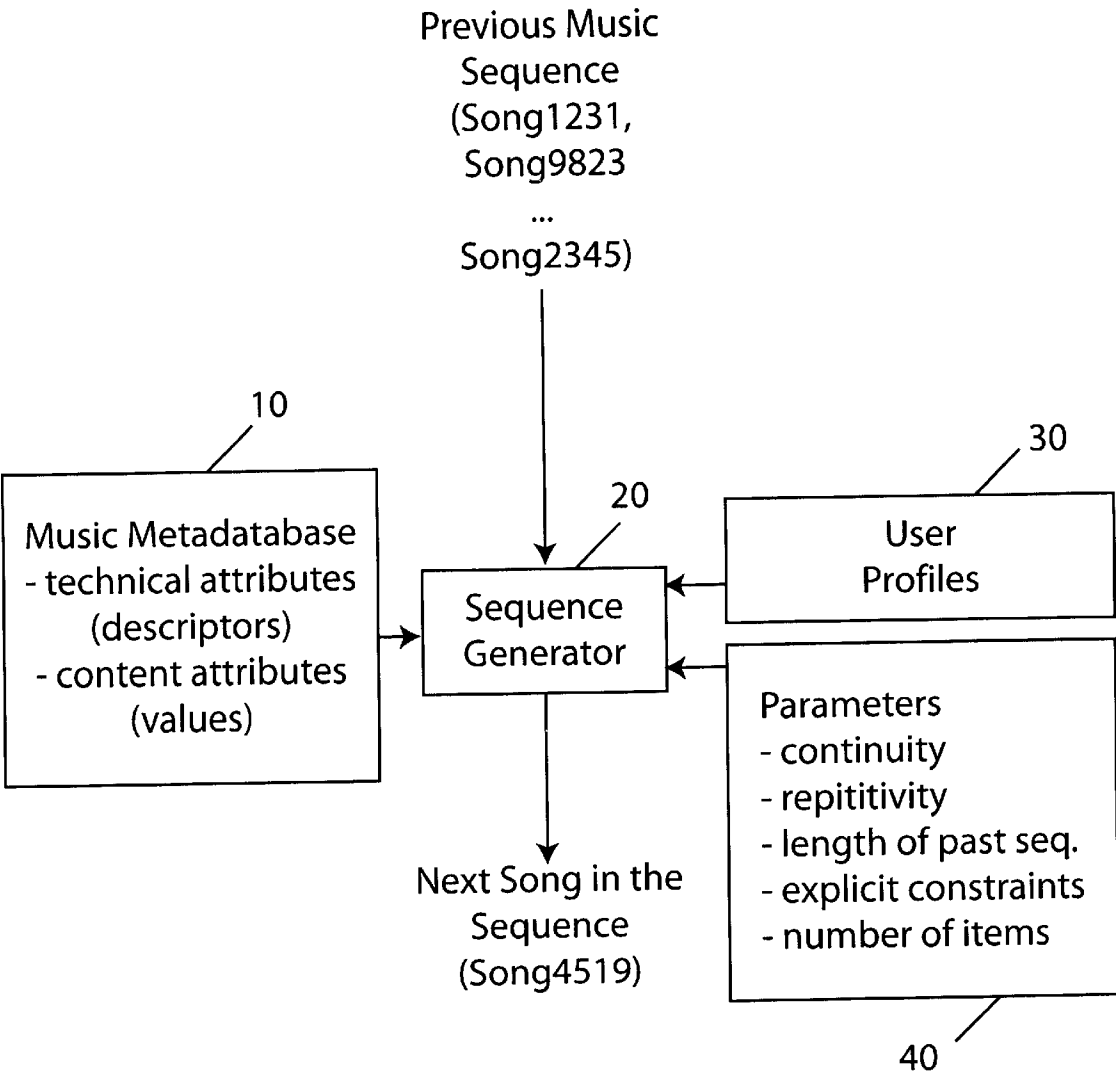 Previous Music
Sequence
(Song1231,
Song9823
...
Song2345)
10
Music Metadatabase
- technical attributes
(descriptors)
- content attributes
(values)
20
Sequence
Generator
30
User
Profiles
Parameters
- continuity
- repititivity
- length of past seq.
- explicit constraints
- number of items
40
Next Song in the
Sequence
(Song4519)